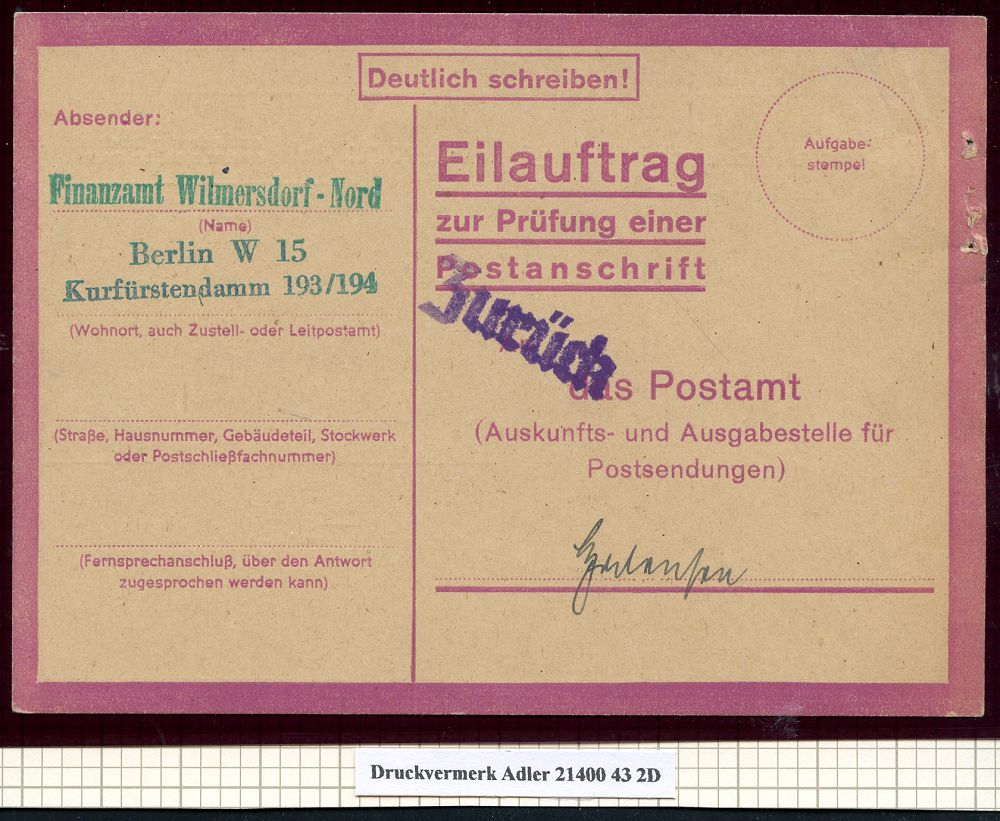 Deutlich schreiben!
Absender:
Finanzamt Wilmersdorf-Nord
(Name)
Berlin W 15
Kurfürstendamm 193/194
(Wohnort, auch Zustell- oder Leitpostamt)
(Straße, Hausnummer, Gebäudeteil, Stockwerk
oder Postschließfachnummer)
(Fernsprechanschluß, über den Antwort
zugesprochen werden kann)
Aufgabe-
stempel
Eilauftrag
zur Prüfung einer
Postanschrift
Zurück
das Postamt
(Auskunfts- und Ausgabestelle für
Postsendungen)
Druckvermerk Adler 21400 43 2D